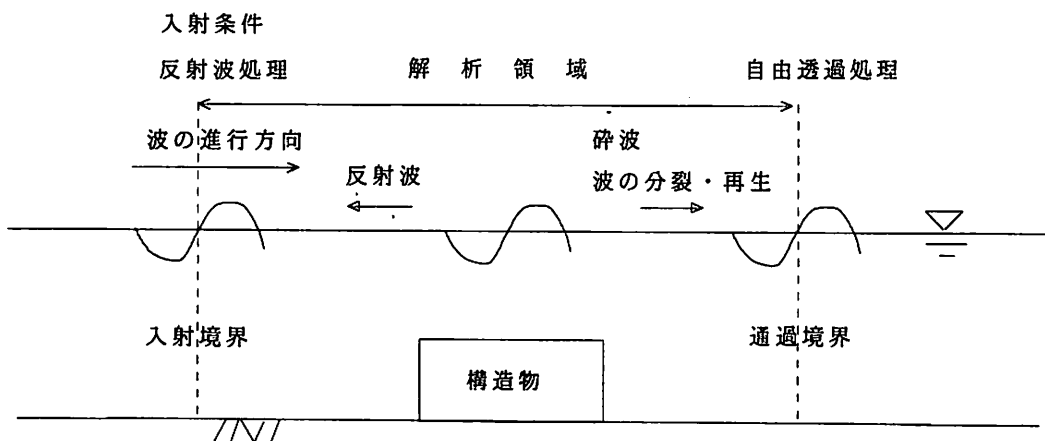 入射条件
反射波処理
解析領域
自由透過処理
波の進行方向
砕波
反射波
波の分裂・再生
入射境界
通過境界
構造物